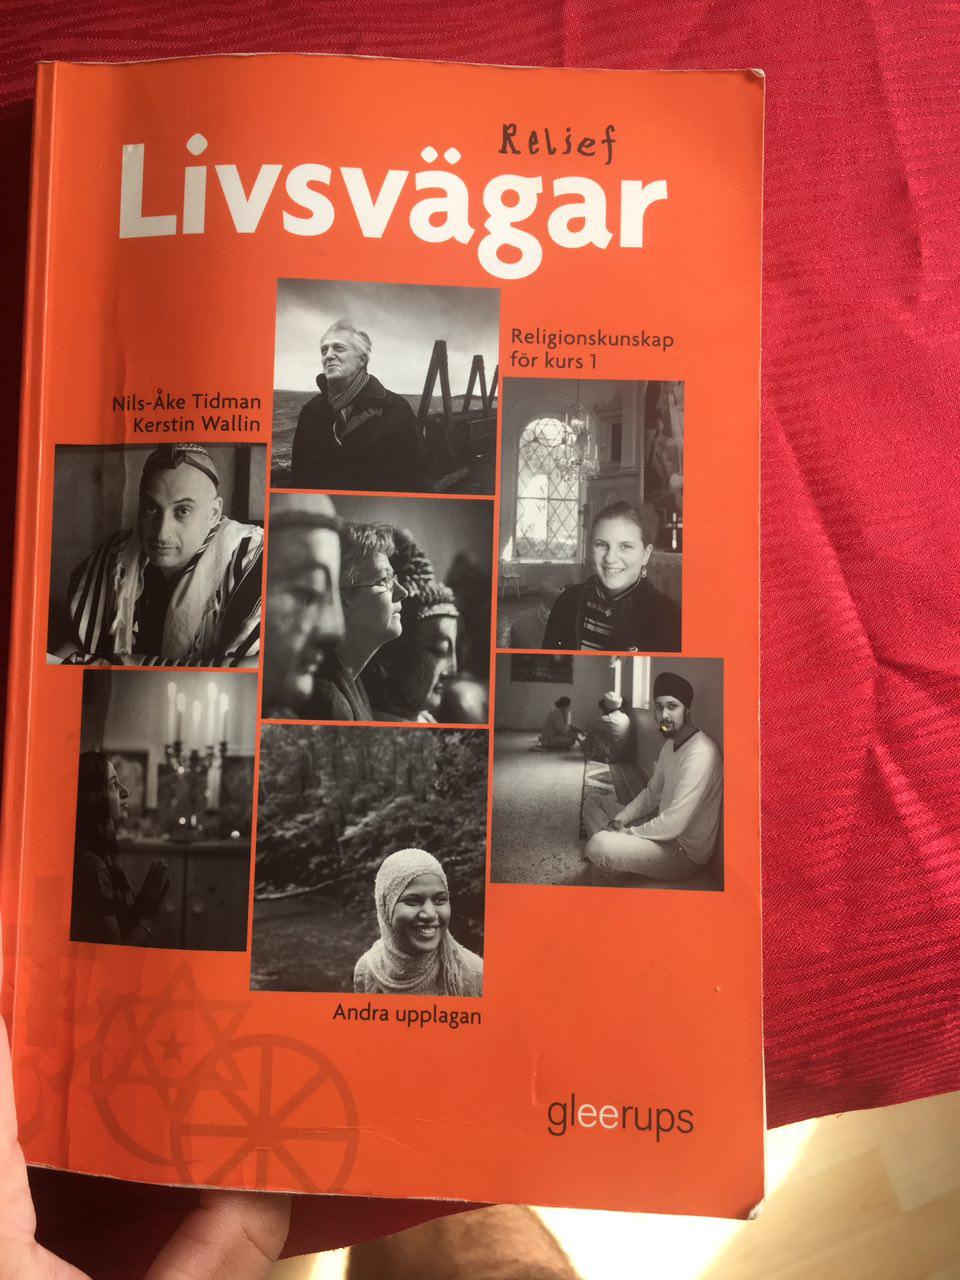 Relief
Livsvägar
Religionskunskap
för kurs 1
Nils-Åke Tidman
Kerstin Wallin
Andra upplagan
gleerups